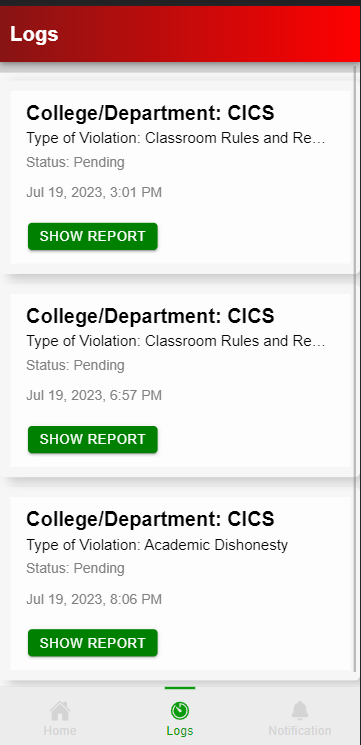 Logs
College/Department: CICS
Type of Violation: Classroom Rules and Re...
Status: Pending
Jul 19, 2023, 3:01 PM
SHOW REPORT
College/Department: CICS
Type of Violation: Classroom Rules and Re...
Status: Pending
Jul 19, 2023, 6:57 PM
SHOW REPORT
College/Department: CICS
Type of Violation: Academic Dishonesty
Status: Pending
Jul 19, 2023, 8:06 PM
SHOW REPORT
Home Logs Notification